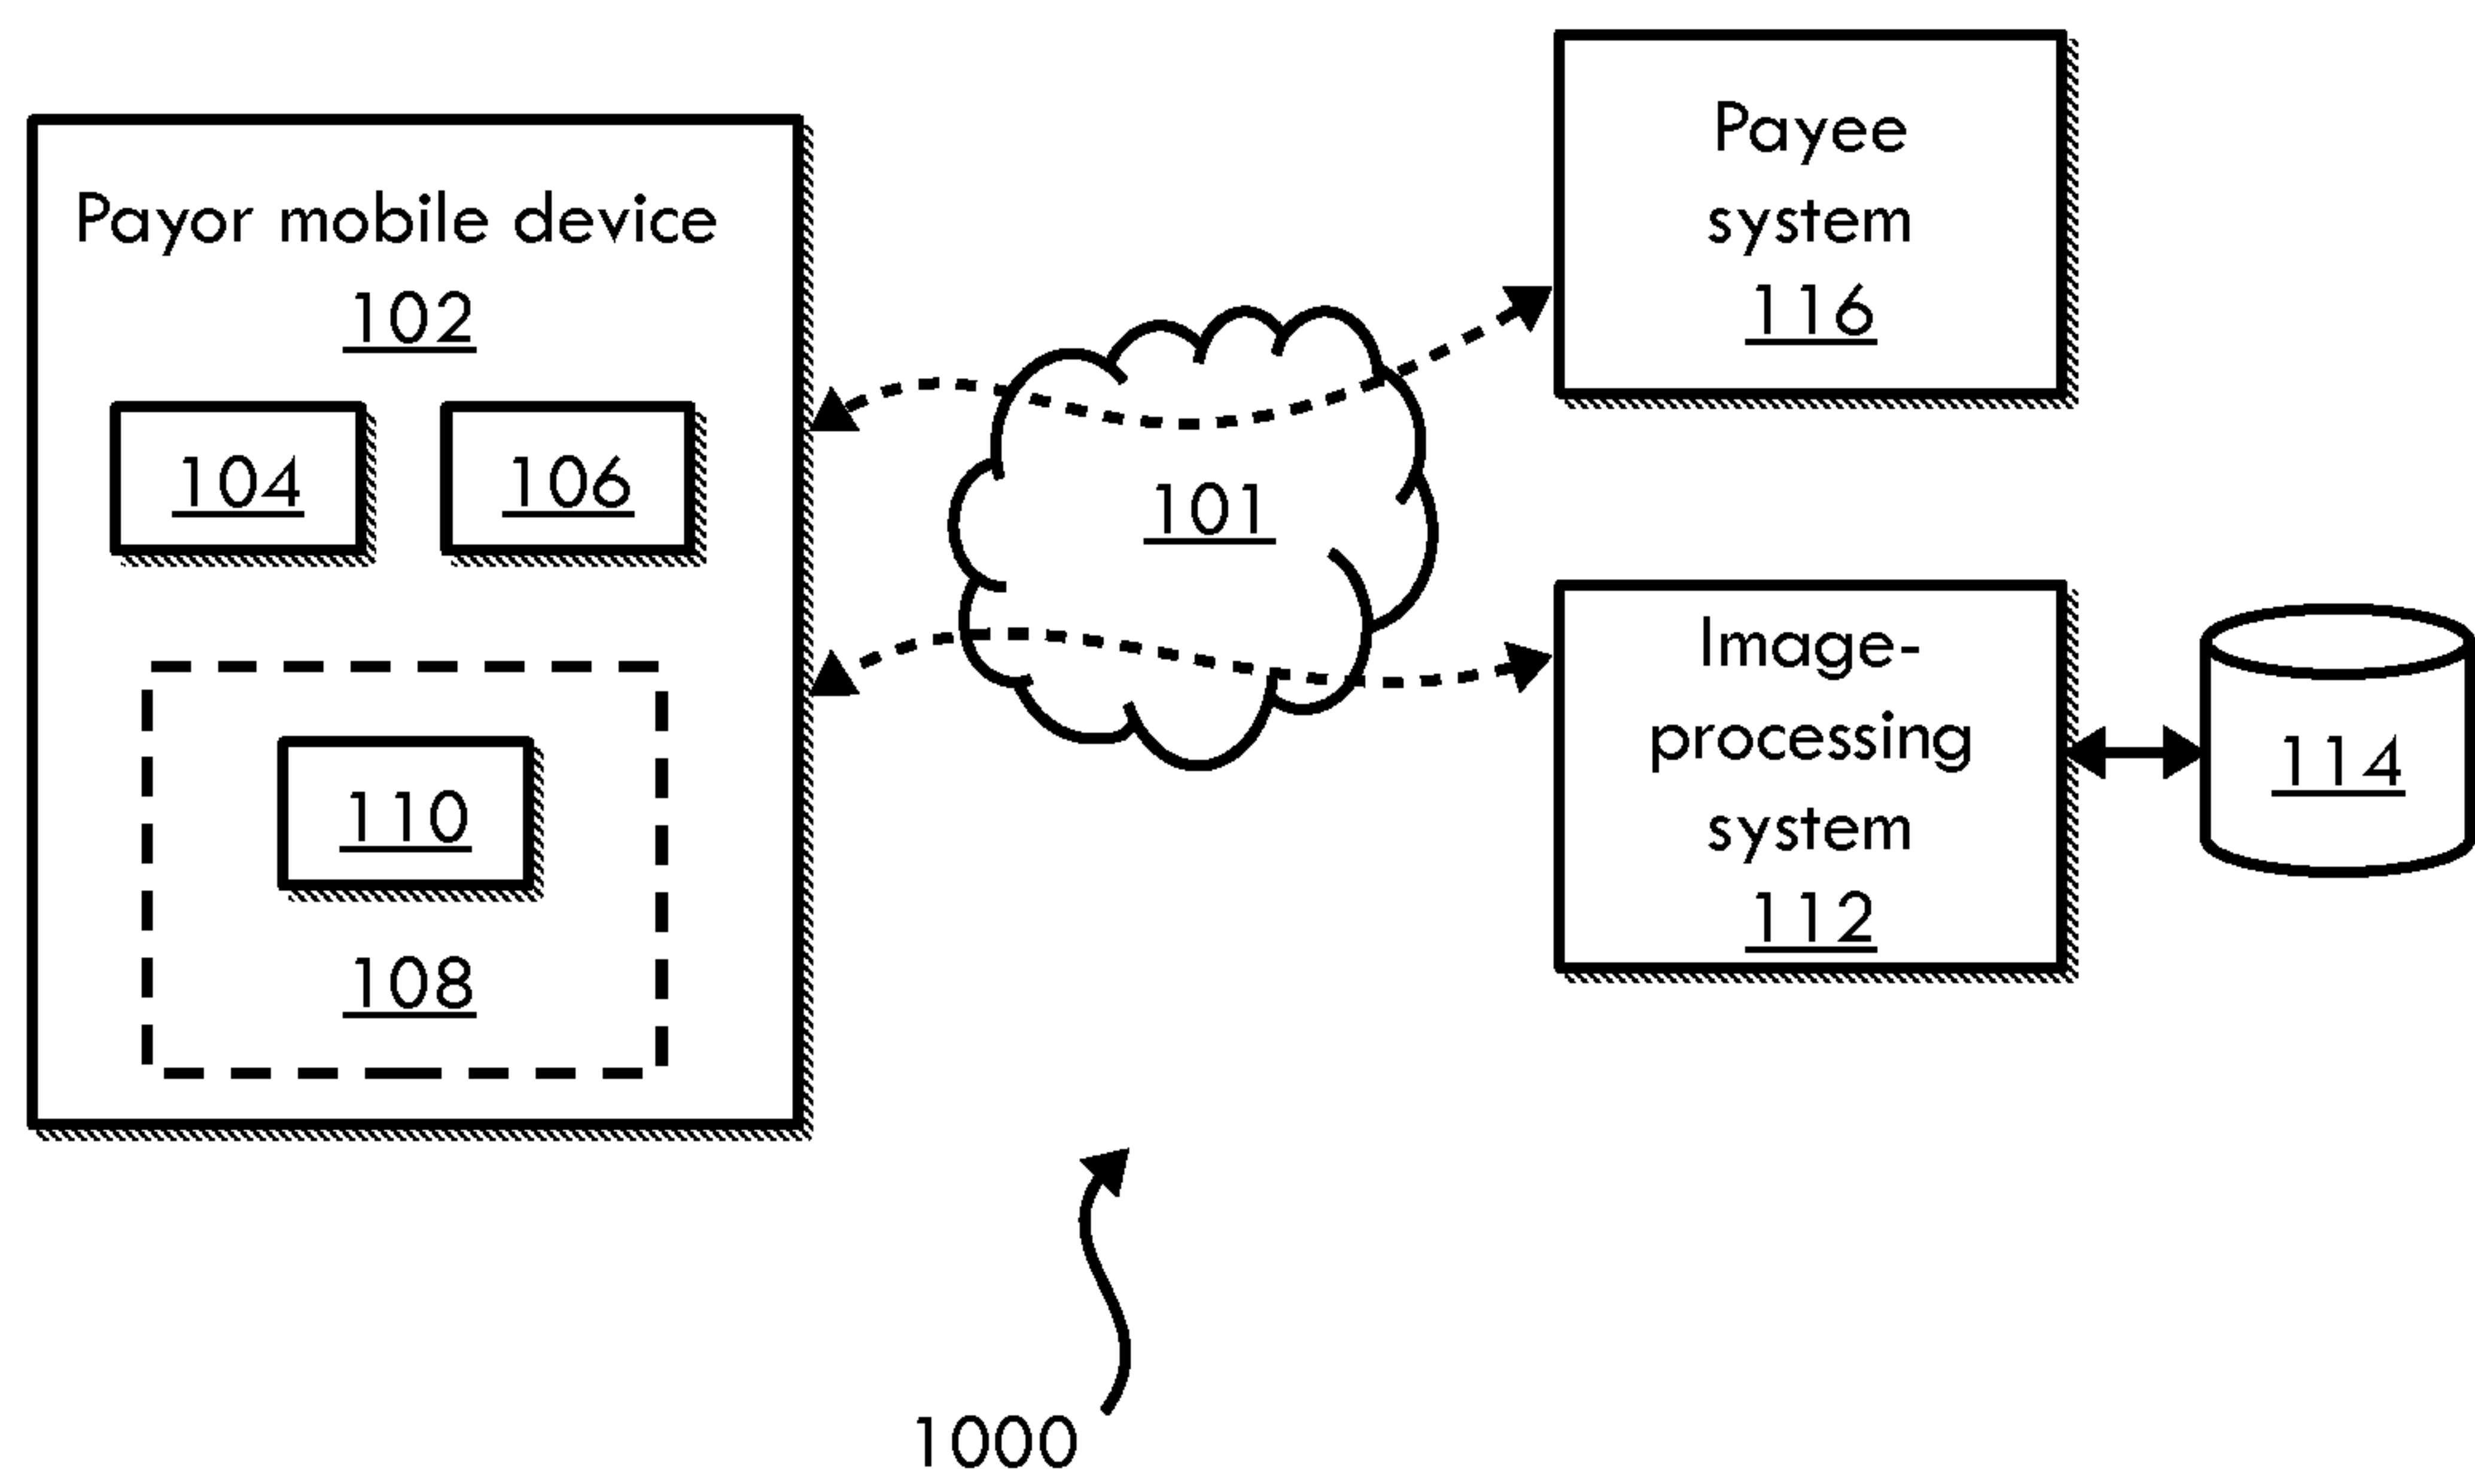 Payor mobile device
102
104
106
110
108
101
Payee
system
116
Image-
processing
system
112
114
1000